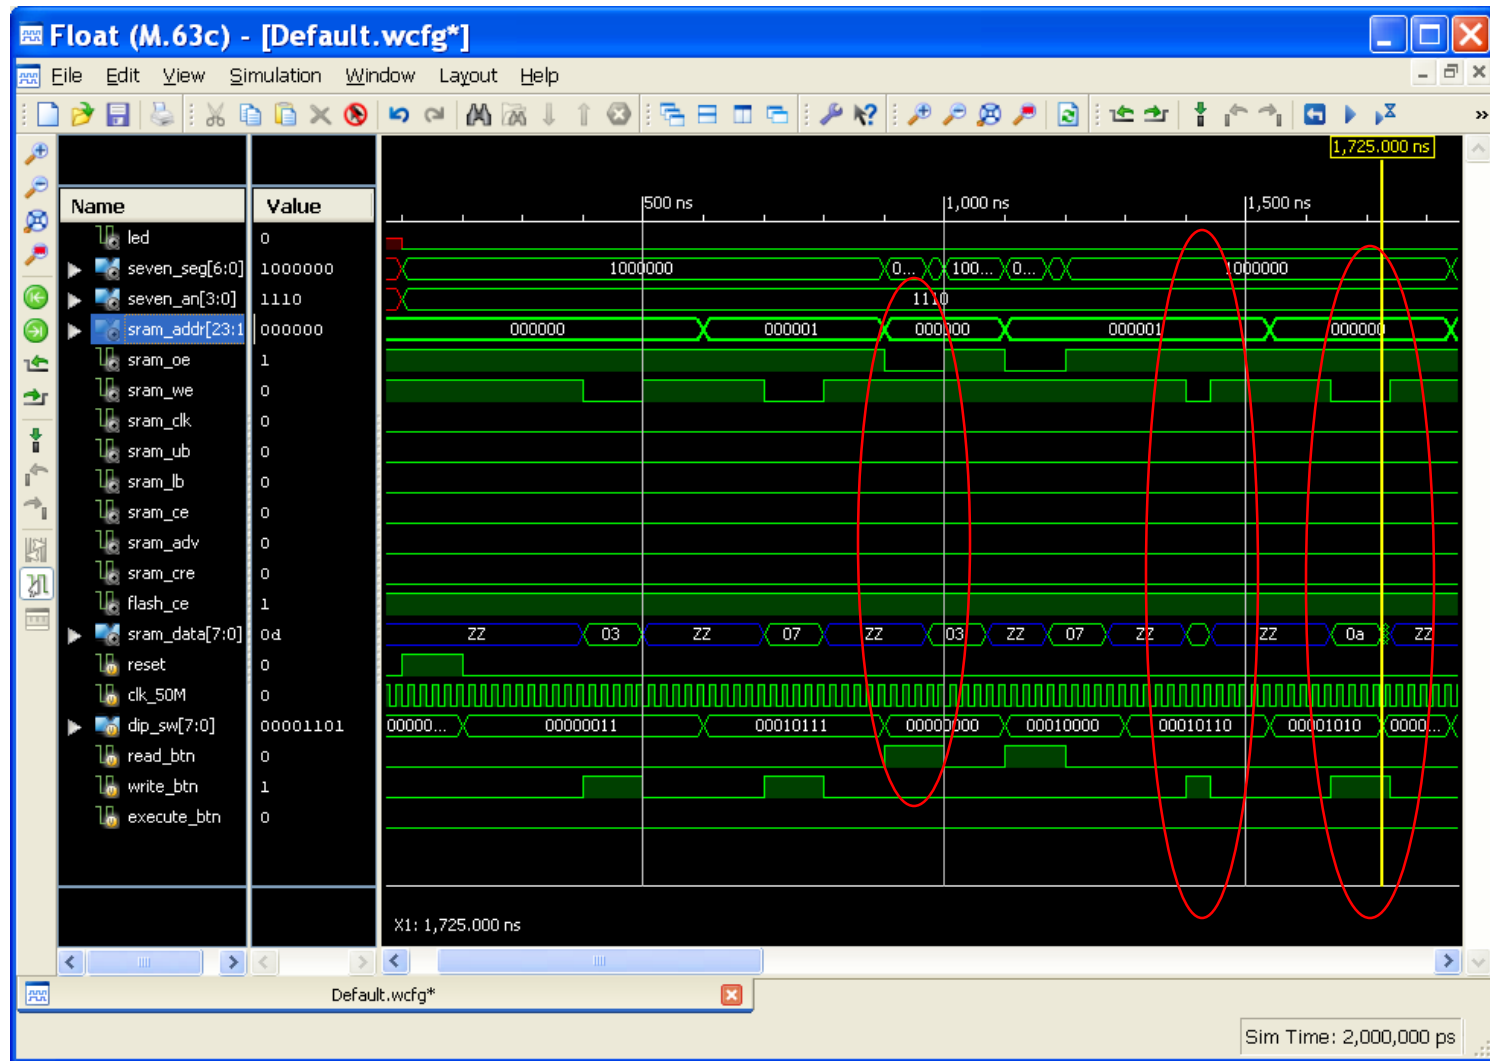 Float (M.63c) - [Default.wcfg*]
File Edit View Simulation Window Layout Help
»
1,725.000 ns
Name Value
500 ns 1,000 ns 1,500 ns
led 0
seven_seg[6:0] 1000000 1000000 0... 100... 0... 1000000
seven_an[3:0] 1110 1110
sram_addr[23:1 000000 000000 000001 000000 000001 000000
sram_oe 1
sram_we 0
sram_clk 0
sram_ub 0
sram_lb 0
sram_ce 0
sram_adv 0
sram_cre 0
flash_ce 1
sram_data[7:0] 0d ZZ 03 ZZ 07 ZZ 03 ZZ 07 ZZ ZZ 0a ZZ
reset 0
clk_50M 0
dip_sw[7:0] 00001101 00000... 00000011 00010111 00000000 00010000 00010110 00001010 0000...
read_btn 0
write_btn 1
execute_btn 0
X1: 1,725.000 ns
Default.wcfg*
Sim Time: 2,000,000 ps